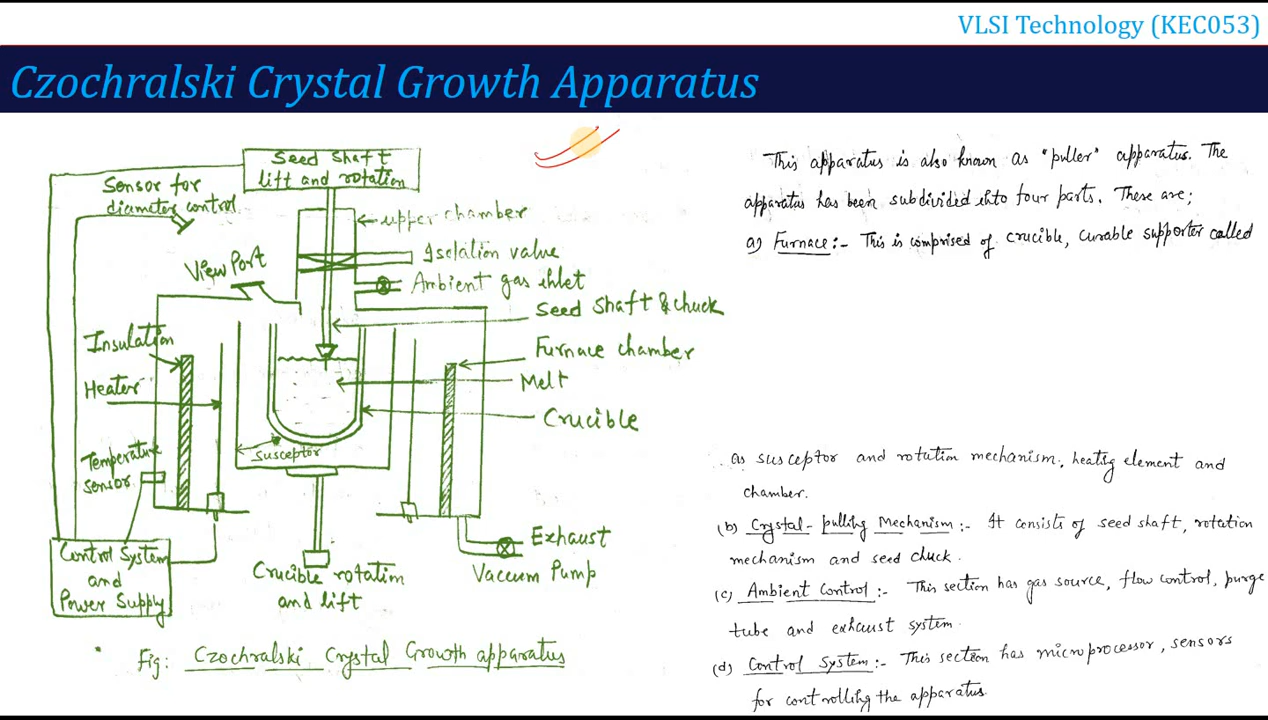 VLSI Technology (KEC053)
Czochralski Crystal Growth Apparatus
Seed Shaft
lift and rotation
Sensor for
diameter control
upper chamber
Isolation valve
View Port
Ambient gas inlet
Seed Shaft & chuck
Insulation
Furnace chamber
Heater
Melt
Crucible
Susceptor
Temperature
sensor
Exhaust
Control System
and
Power Supply
Crucible rotation
and lift
Vaccum Pump
Fig: Czochralski Crystal Growth apparatus
This apparatus is also known as "puller" apparatus. The
apparatus has been subdivided into four parts. These are;
a) Furnace:- This is comprised of crucible, curable supporter called
as susceptor and rotation mechanism, heating element and
chamber.
(b) Crystal-pulling Mechanism:- It consists of seed shaft, rotation
mechanism and seed chuck.
(c) Ambient Control:- This section has gas source, flow control, purge
tube and exhaust system.
(d) Control System:- This section has microprocessor, sensors
for controlling the apparatus.